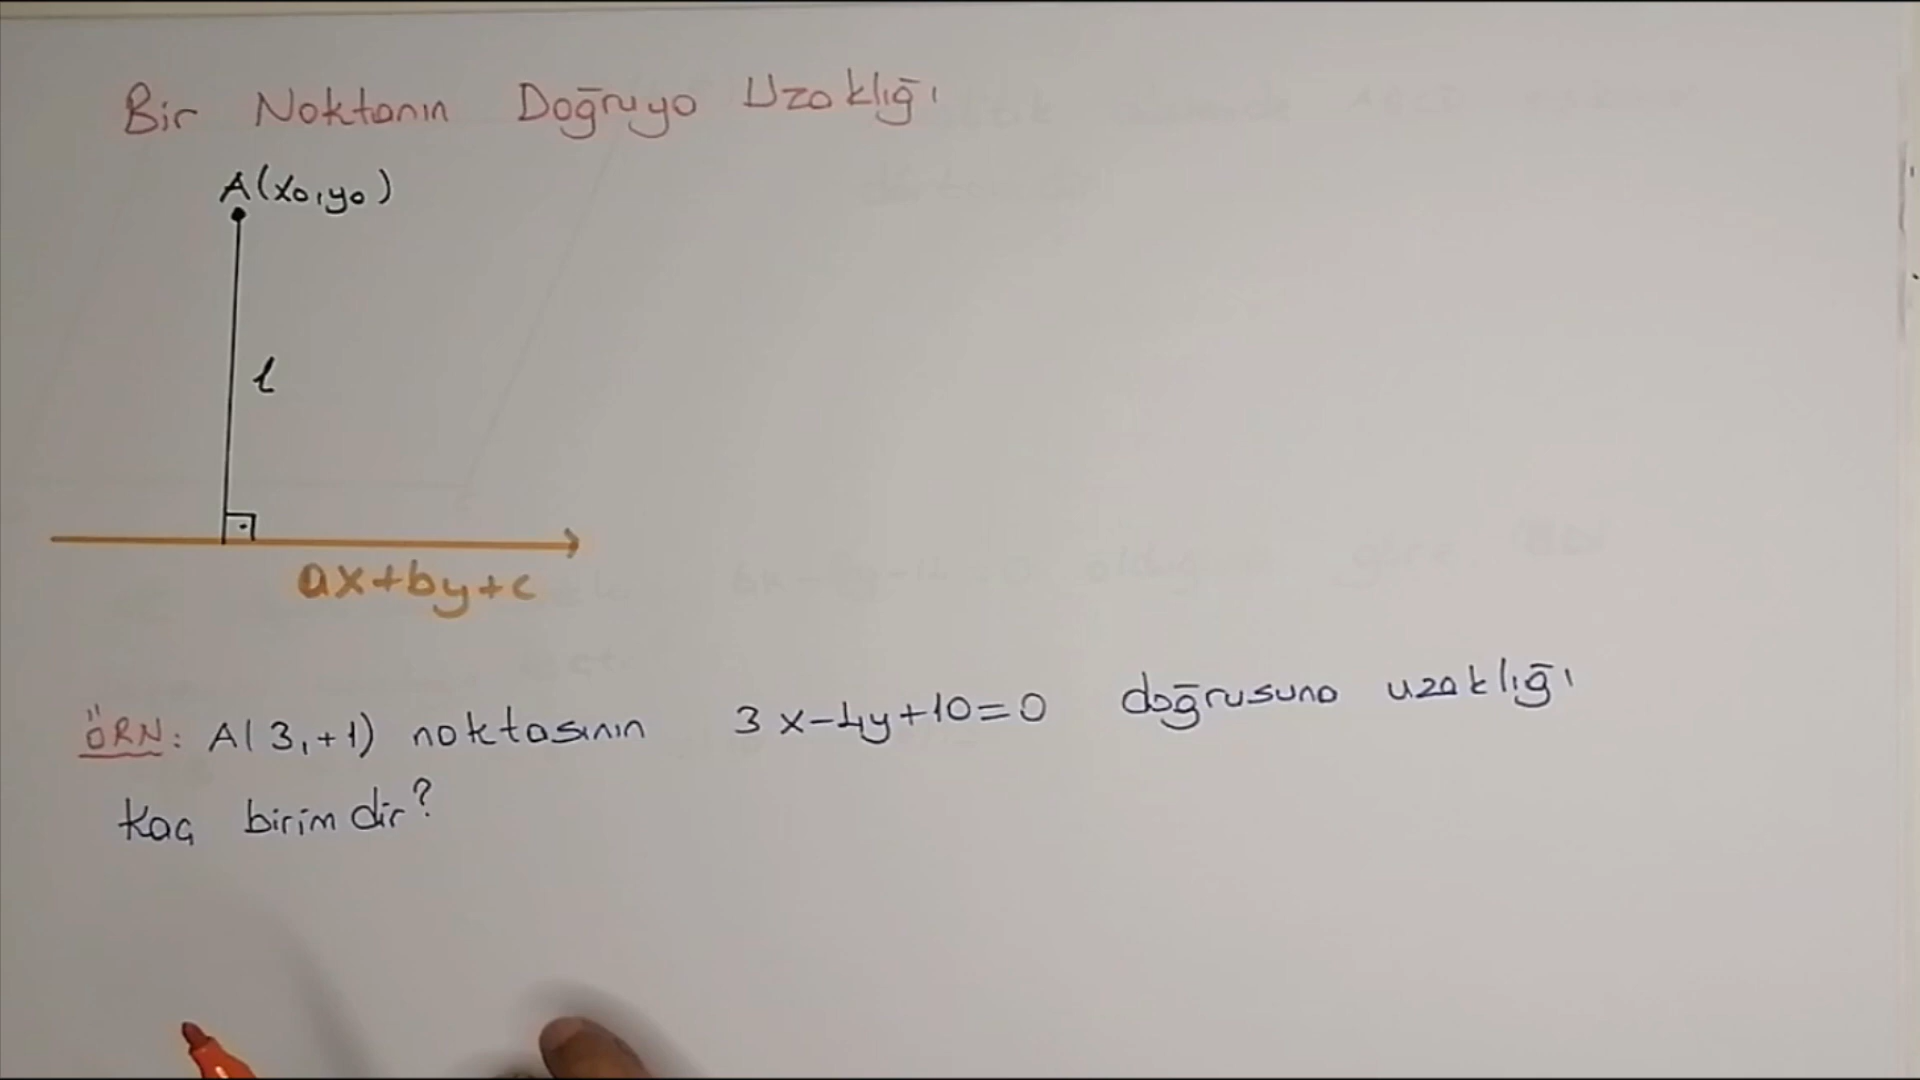 Bir Noktanın Doğruya Uzaklığı
A(x₀,y₀)
l
ax+by+c
ÖRN: A(3,+1) noktasının 3x-4y+10=0 doğrusuna uzaklığı
kaç birimdir?